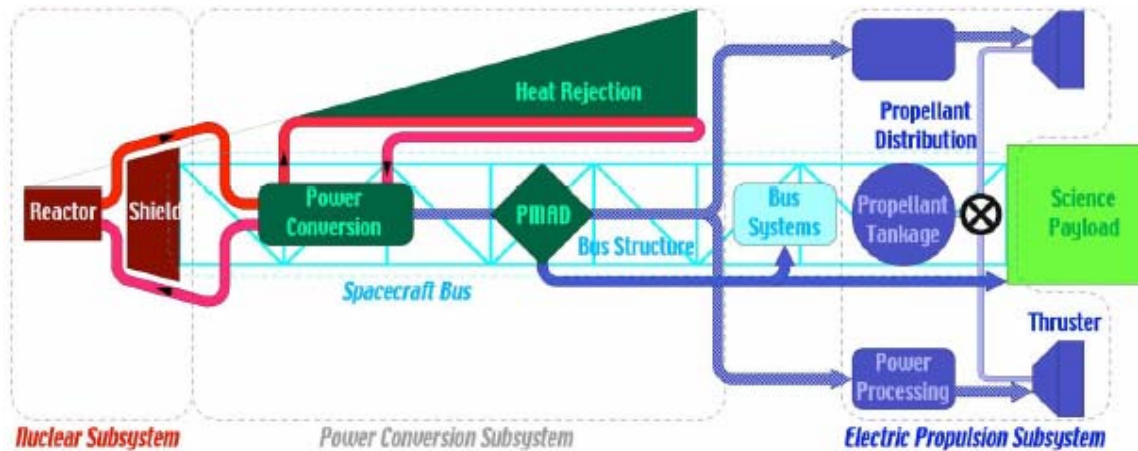 Heat Rejection
Propellant
Distribution
Reactor
Shield
Power
Conversion
PMAD
Bus Structure
Bus
Systems
Propellant
Tankage
Science
Payload
Spacecraft Bus
Thruster
Power
Processing
Nuclear Subsystem
Power Conversion Subsystem
Electric Propulsion Subsystem